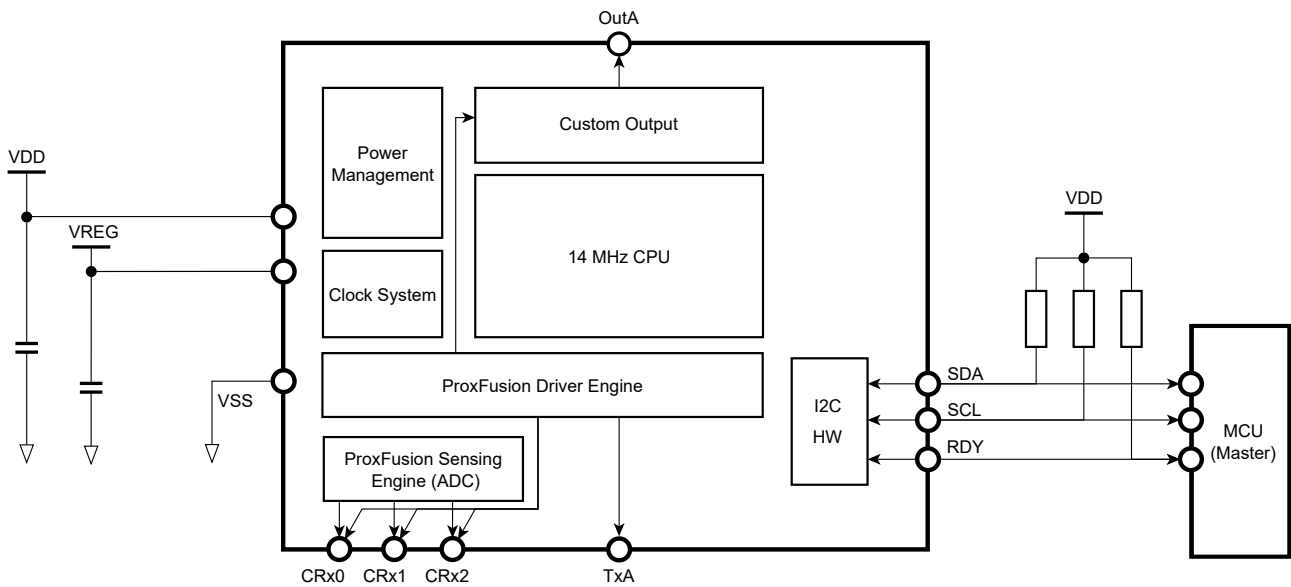 OutA
Custom Output
Power
Management
VDD
VREG
14 MHz CPU
VDD
Clock System
VSS
ProxFusion Driver Engine
I2C
HW
SDA
SCL
RDY
MCU
(Master)
ProxFusion Sensing
Engine (ADC)
CRx0
CRx1
CRx2
TxA